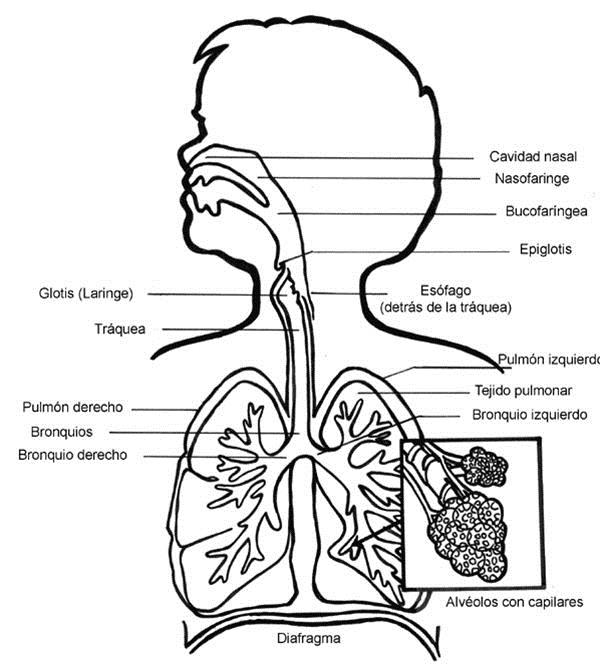 Cavidad nasal
Nasofaringe
Bucofaríngea
Epiglotis
Glotis (Laringe)
Esófago
(detrás de la tráquea)
Tráquea
Pulmón izquierdo
Pulmón derecho
Tejido pulmonar
Bronquio izquierdo
Bronquios
Bronquio derecho
Alvéolos con capilares
Diafragma